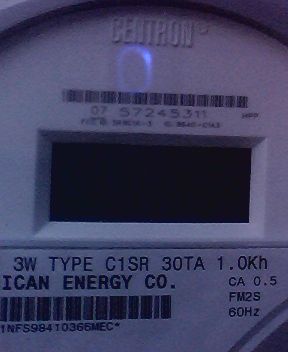 CENTRON®
07 57245311
3W TYPE C1SR 30TA 1.0Kh
ICAN ENERGY CO. CA 0.5
FM2S
60Hz
1NFS98410366MEC*